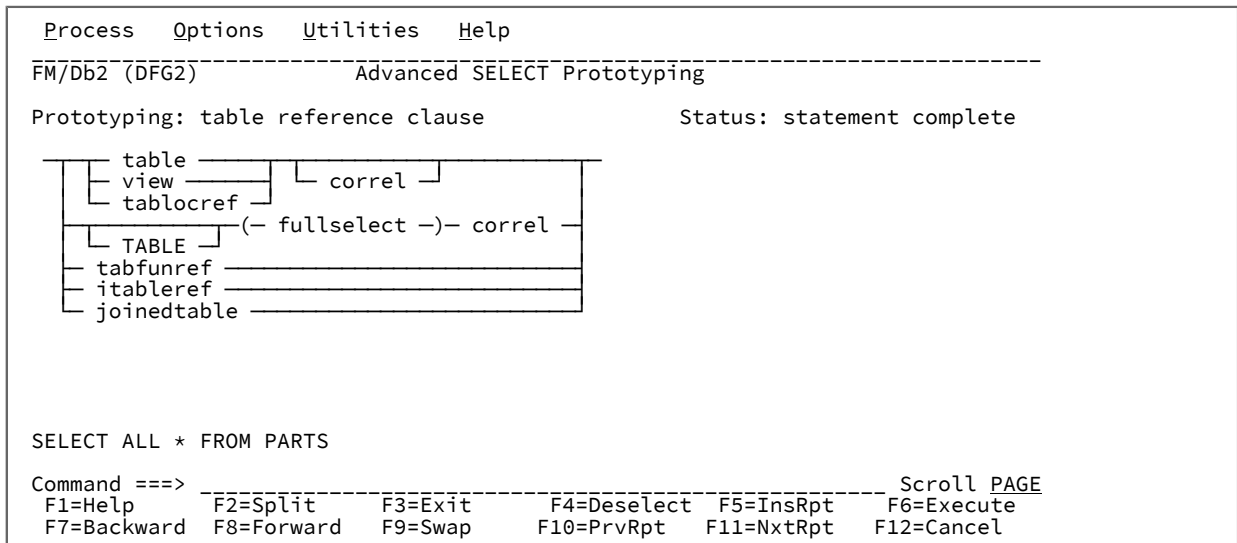 Process Options Utilities Help
FM/Db2 (DFG2) Advanced SELECT Prototyping
Prototyping: table reference clause Status: statement complete
table
view correl
tablocref
(— fullselect —)— correl
TABLE
tabfunref
itableref
joinedtable
SELECT ALL * FROM PARTS
Command ===> Scroll PAGE
F1=Help F2=Split F3=Exit F4=Deselect F5=InsRpt F6=Execute
F7=Backward F8=Forward F9=Swap F10=PrvRpt F11=NxtRpt F12=Cancel